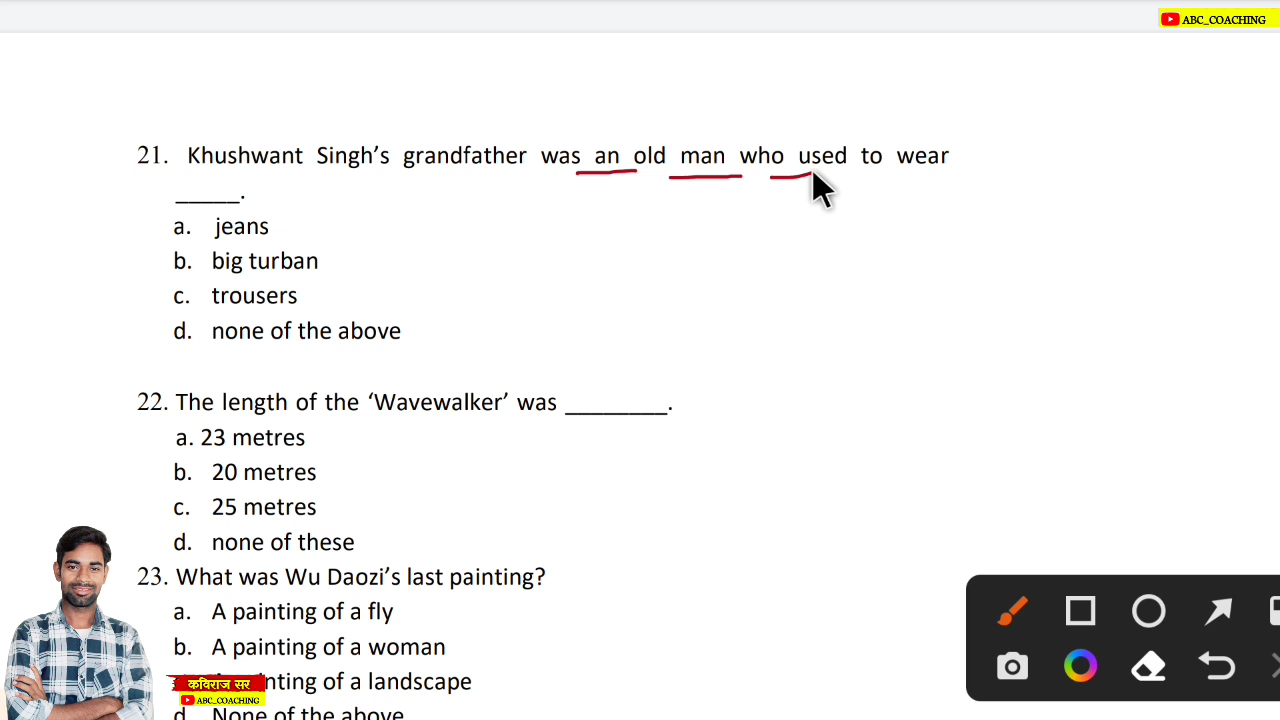 ABC_COACHING
21. Khushwant Singh’s grandfather was an old man who used to wear
_____.
a. jeans
b. big turban
c. trousers
d. none of the above
22. The length of the ‘Wavewalker’ was ________.
a. 23 metres
b. 20 metres
c. 25 metres
d. none of these
23. What was Wu Daozi’s last painting?
a. A painting of a fly
b. A painting of a woman
of a landscape
कविराज सर
ABC_COACHING
d. None of the above